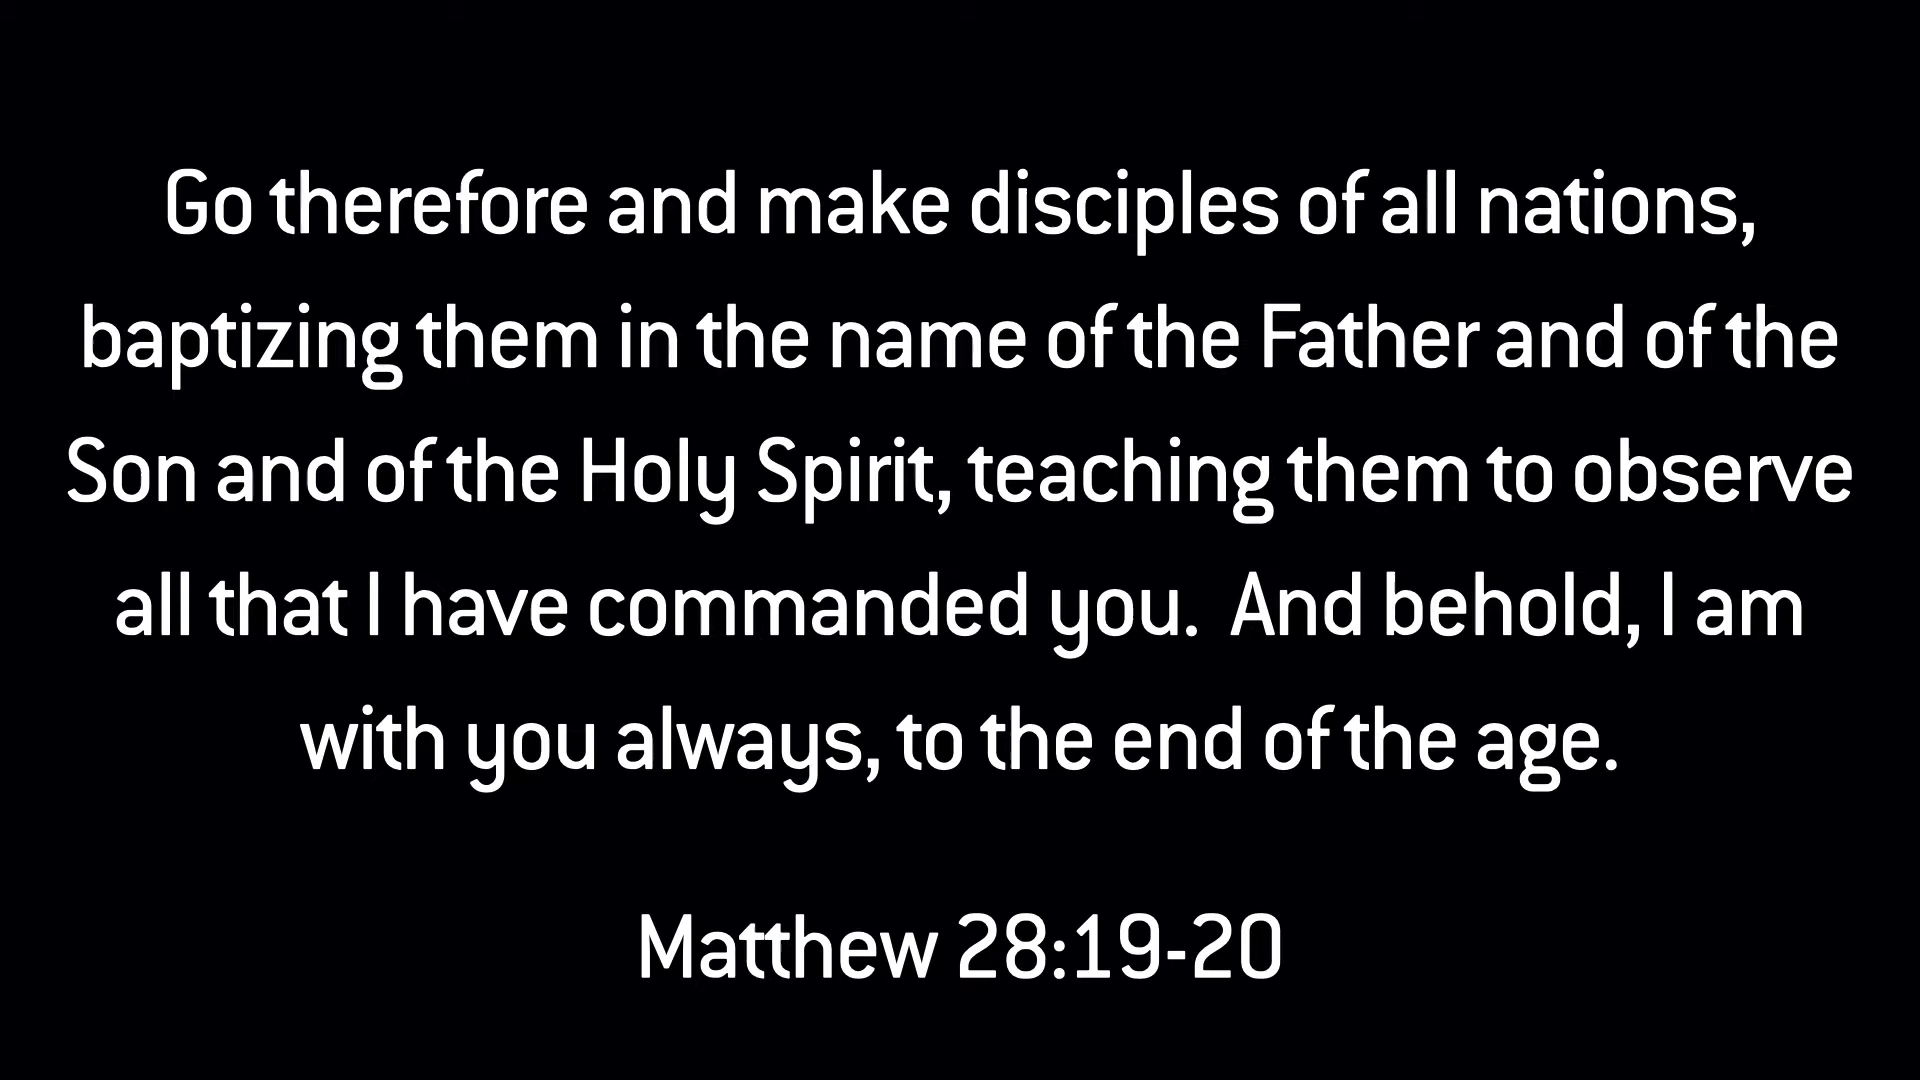 Go therefore and make disciples of all nations,
baptizing them in the name of the Father and of the
Son and of the Holy Spirit, teaching them to observe
all that I have commanded you.  And behold, I am
with you always, to the end of the age.
Matthew 28:19-20